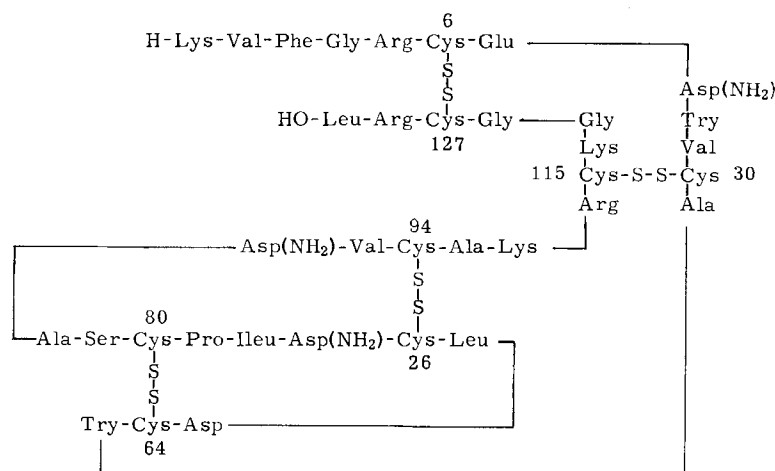 6
H-Lys-Val-Phe-Gly-Arg-Cys-Glu
S
S
Asp(NH₂)
HO-Leu-Arg-Cys-Gly Gly Try
127 Lys Val
115 Cys-S-S-Cys 30
Arg Ala
94
Asp(NH₂)-Val-Cys-Ala-Lys
S
S
80
Ala-Ser-Cys-Pro-Ileu-Asp(NH₂)-Cys-Leu
26
S
S
Try-Cys-Asp
64